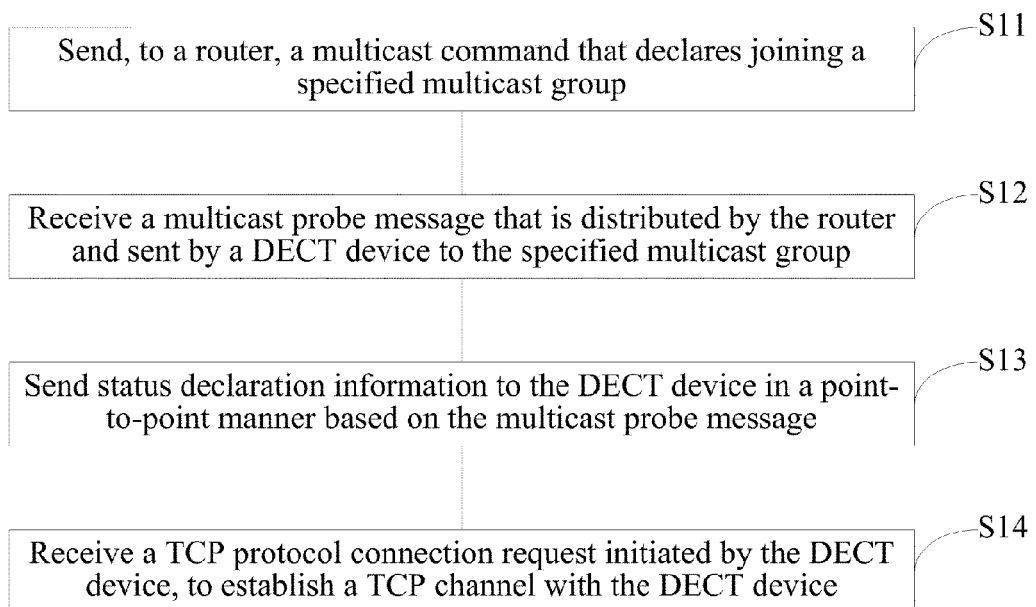 S11
Send, to a router, a multicast command that declares joining a
specified multicast group
S12
Receive a multicast probe message that is distributed by the router
and sent by a DECT device to the specified multicast group
S13
Send status declaration information to the DECT device in a point-
to-point manner based on the multicast probe message
S14
Receive a TCP protocol connection request initiated by the DECT
device, to establish a TCP channel with the DECT device